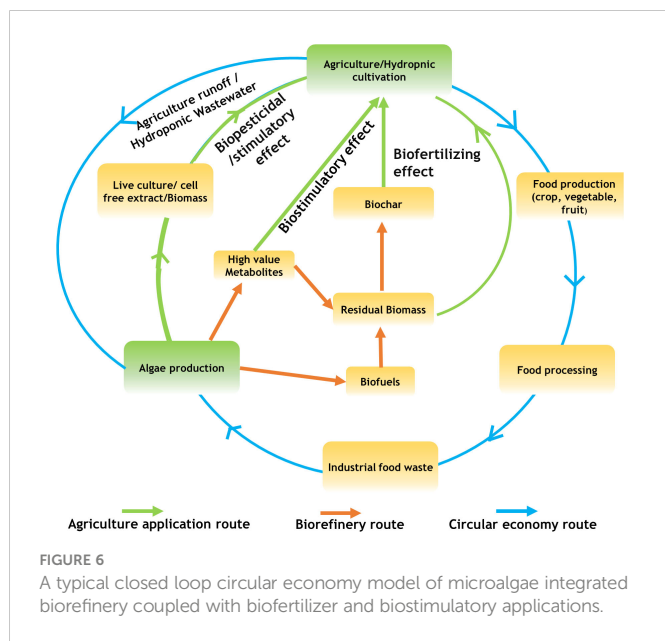 Agriculture/Hydropnic
cultivation
Agriculture runoff /
Hydroponic Wastewater
Biopesticidal
/stimulatory
effect
Biostimulatory effect
Biofertilizing
effect
Live culture/ cell
free extract/Biomass
Biochar
Food production
(crop, vegetable,
fruit)
High value
Metabolites
Residual Biomass
Algae production
Biofuels
Food processing
Industrial food waste
Agriculture application route
Biorefinery route
Circular economy route
FIGURE 6
A typical closed loop circular economy model of microalgae integrated
biorefinery coupled with biofertilizer and biostimulatory applications.